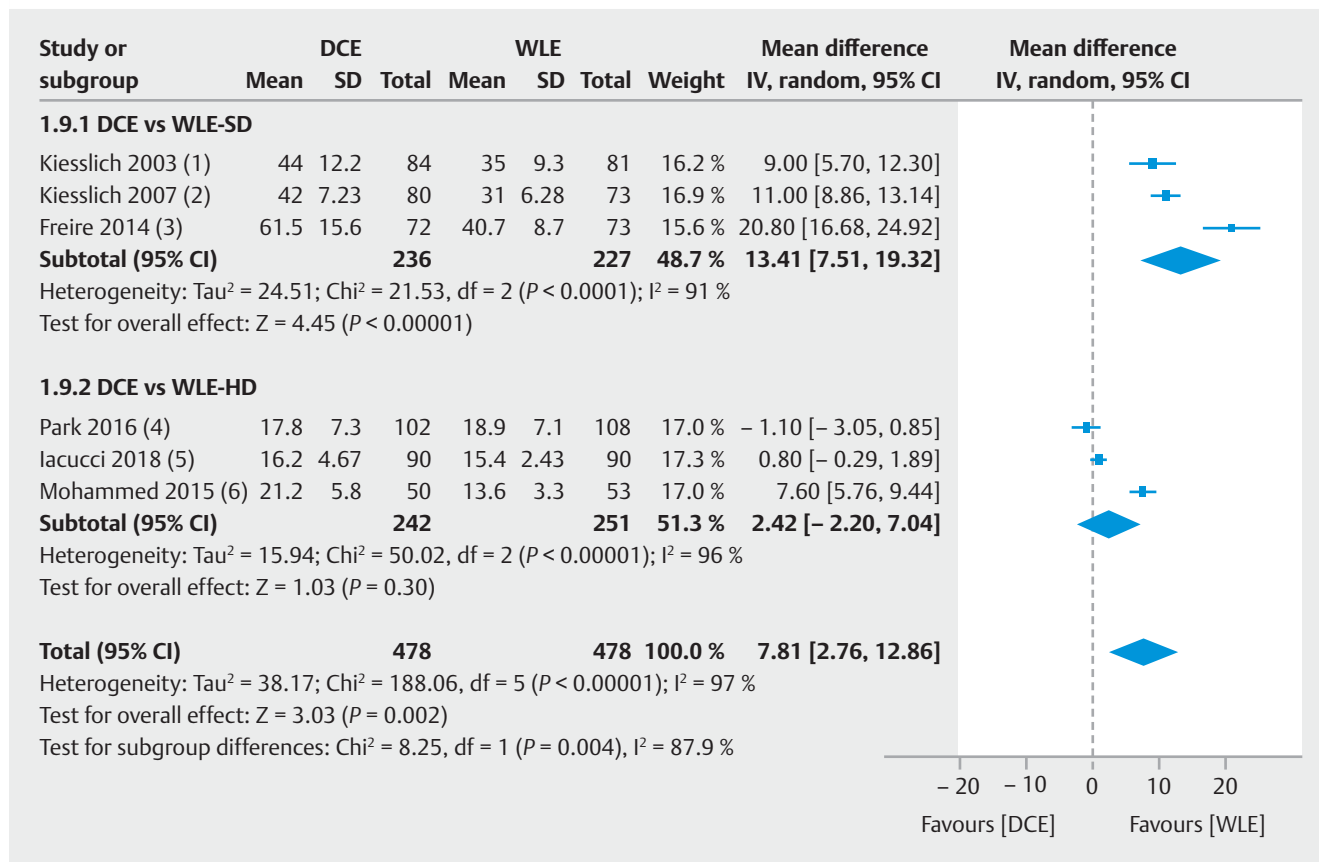 Study or DCE WLE Mean difference Mean difference
subgroup Mean SD Total Mean SD Total Weight IV, random, 95% CI IV, random, 95% CI
1.9.1 DCE vs WLE-SD
Kiesslich 2003 (1) 44 12.2 84 35 9.3 81 16.2 % 9.00 [5.70, 12.30]
Kiesslich 2007 (2) 42 7.23 80 31 6.28 73 16.9 % 11.00 [8.86, 13.14]
Freire 2014 (3) 61.5 15.6 72 40.7 8.7 73 15.6 % 20.80 [16.68, 24.92]
Subtotal (95% CI) 236 227 48.7 % 13.41 [7.51, 19.32]
Heterogeneity: Tau² = 24.51; Chi² = 21.53, df = 2 (P < 0.0001); I² = 91 %
Test for overall effect: Z = 4.45 (P < 0.00001)
1.9.2 DCE vs WLE-HD
Park 2016 (4) 17.8 7.3 102 18.9 7.1 108 17.0 % – 1.10 [– 3.05, 0.85]
Iacucci 2018 (5) 16.2 4.67 90 15.4 2.43 90 17.3 % 0.80 [– 0.29, 1.89]
Mohammed 2015 (6) 21.2 5.8 50 13.6 3.3 53 17.0 % 7.60 [5.76, 9.44]
Subtotal (95% CI) 242 251 51.3 % 2.42 [– 2.20, 7.04]
Heterogeneity: Tau² = 15.94; Chi² = 50.02, df = 2 (P < 0.00001); I² = 96 %
Test for overall effect: Z = 1.03 (P = 0.30)
Total (95% CI) 478 478 100.0 % 7.81 [2.76, 12.86]
Heterogeneity: Tau² = 38.17; Chi² = 188.06, df = 5 (P < 0.00001); I² = 97 %
Test for overall effect: Z = 3.03 (P = 0.002)
Test for subgroup differences: Chi² = 8.25, df = 1 (P = 0.004), I² = 87.9 %
– 20 – 10 0 10 20
Favours [DCE] Favours [WLE]